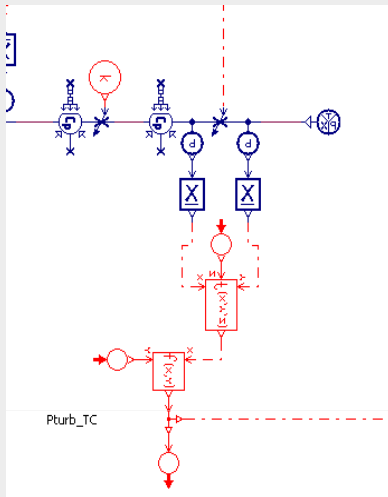 K
P P
X X
Z
X Y
f(x,y,z)
Y X
f(x,y)
Pturb_TC